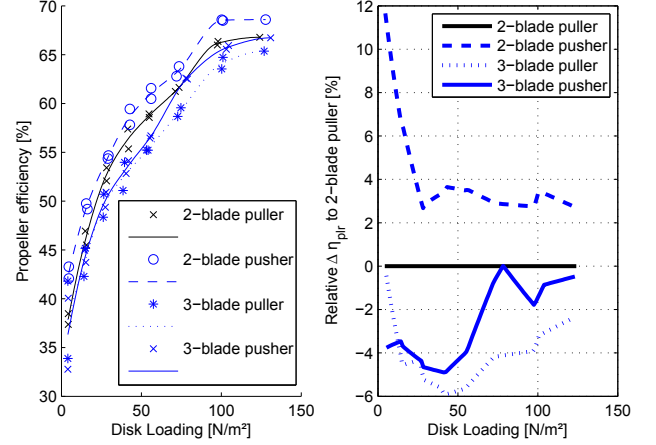 70
65
60
55
50
45
40
35
30
Propeller efficiency [%]
2−blade puller
2−blade pusher
3−blade puller
3−blade pusher
0 50 100 150
Disk Loading [N/m²]
12
10
8
6
4
2
0
−2
−4
−6
Relative Δ ηplr to 2−blade puller [%]
2−blade puller
2−blade pusher
3−blade puller
3−blade pusher
0 50 100 150
Disk Loading [N/m²]